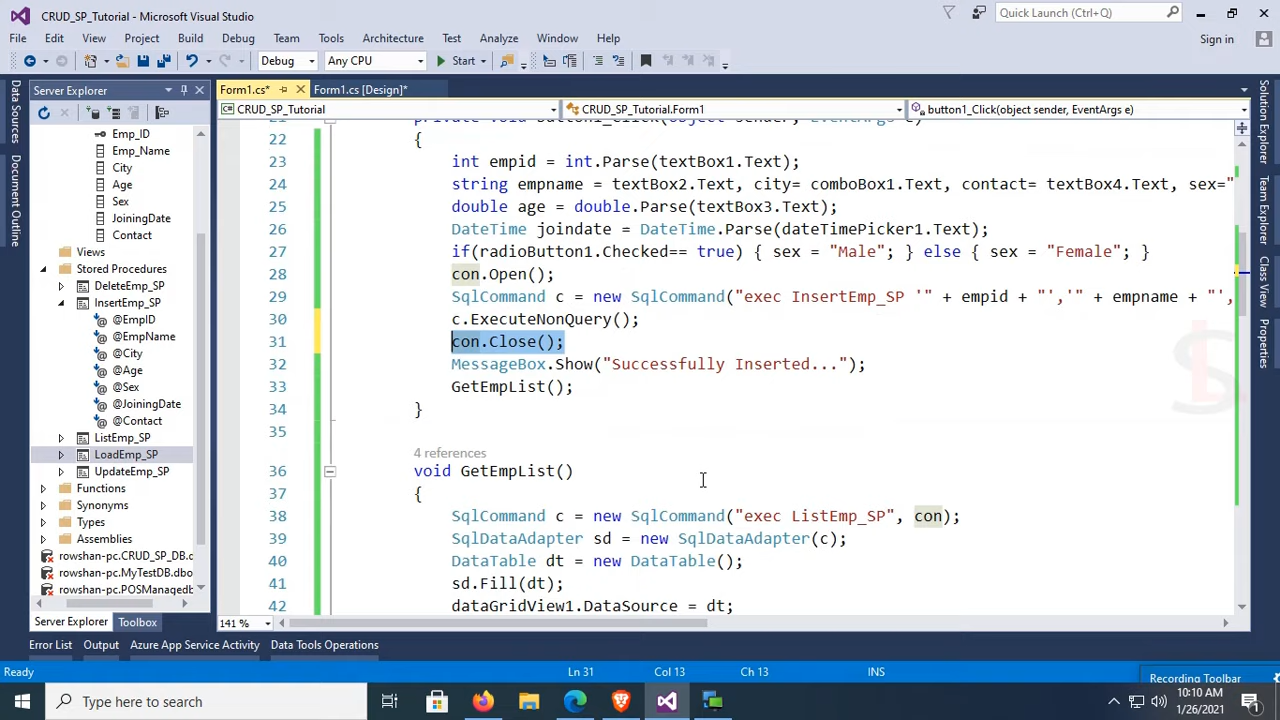 CRUD_SP_Tutorial - Microsoft Visual Studio
Quick Launch (Ctrl+Q)
File Edit View Project Build Debug Team Tools Architecture Test Analyze Window Help
Sign in
Debug
Any CPU
Start
Server Explorer
Form1.cs*
Form1.cs [Design]*
CRUD_SP_Tutorial
CRUD_SP_Tutorial.Form1
button1_Click(object sender, EventArgs e)
Data Sources
Document Outline
Solution Explorer
Team Explorer
Class View
Properties
Emp_ID
Emp_Name
City
Age
Sex
JoiningDate
Contact
Views
Stored Procedures
DeleteEmp_SP
InsertEmp_SP
@EmpID
@EmpName
@City
@Age
@Sex
@JoiningDate
@Contact
ListEmp_SP
LoadEmp_SP
UpdateEmp_SP
Functions
Synonyms
Types
Assemblies
rowshan-pc.CRUD_SP_DB.db
rowshan-pc.MyTestDB.dbo
rowshan-pc.POSManagedb
Server Explorer
Toolbox
private void button1_Click(object sender, EventArgs e)
22 {
23 int empid = int.Parse(textBox1.Text);
24 string empname = textBox2.Text, city= comboBox1.Text, contact= textBox4.Text, sex="
25 double age = double.Parse(textBox3.Text);
26 DateTime joindate = DateTime.Parse(dateTimePicker1.Text);
27 if(radioButton1.Checked== true) { sex = "Male"; } else { sex = "Female"; }
28 con.Open();
29 SqlCommand c = new SqlCommand("exec InsertEmp_SP '" + empid + "','" + empname + "',
30 c.ExecuteNonQuery();
31 con.Close();
32 MessageBox.Show("Successfully Inserted...");
33 GetEmpList();
34 }
35
4 references
36 void GetEmpList()
37 {
38 SqlCommand c = new SqlCommand("exec ListEmp_SP", con);
39 SqlDataAdapter sd = new SqlDataAdapter(c);
40 DataTable dt = new DataTable();
41 sd.Fill(dt);
42 dataGridView1.DataSource = dt;
141 %
Error List Output Azure App Service Activity Data Tools Operations
Ready
Ln 31
Col 13
Ch 13
INS
Recording Toolbar
Type here to search
10:10 AM
1/26/2021